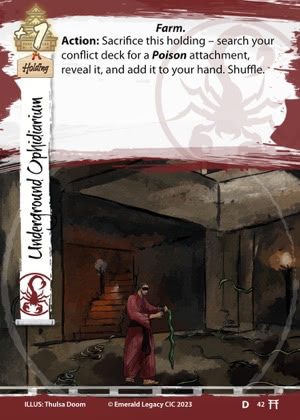 1
Holding
Farm.
Action: Sacrifice this holding – search your
conflict deck for a Poison attachment,
reveal it, and add it to your hand. Shuffle.
Underground Ophidiarium
ILLUS: Thulsa Doom © Emerald Legacy CIC 2023 D 42